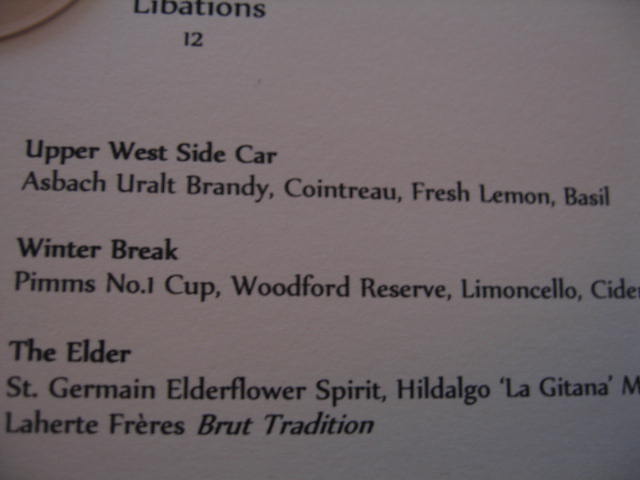 Libations
12
Upper West Side Car
Asbach Uralt Brandy, Cointreau, Fresh Lemon, Basil
Winter Break
Pimms No.1 Cup, Woodford Reserve, Limoncello,
The Elder
St. Germain Elderflower Spirit, Hildalgo 'La Gitana'
Laherte Frères Brut Tradition